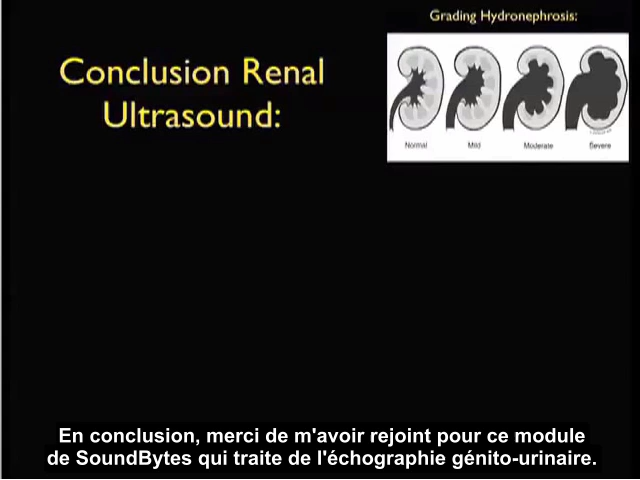 Grading Hydronephrosis:
Conclusion Renal
Ultrasound:
Normal Mild Moderate Severe
En conclusion, merci de m'avoir rejoint pour ce module
de SoundBytes qui traite de l'échographie génito-urinaire.